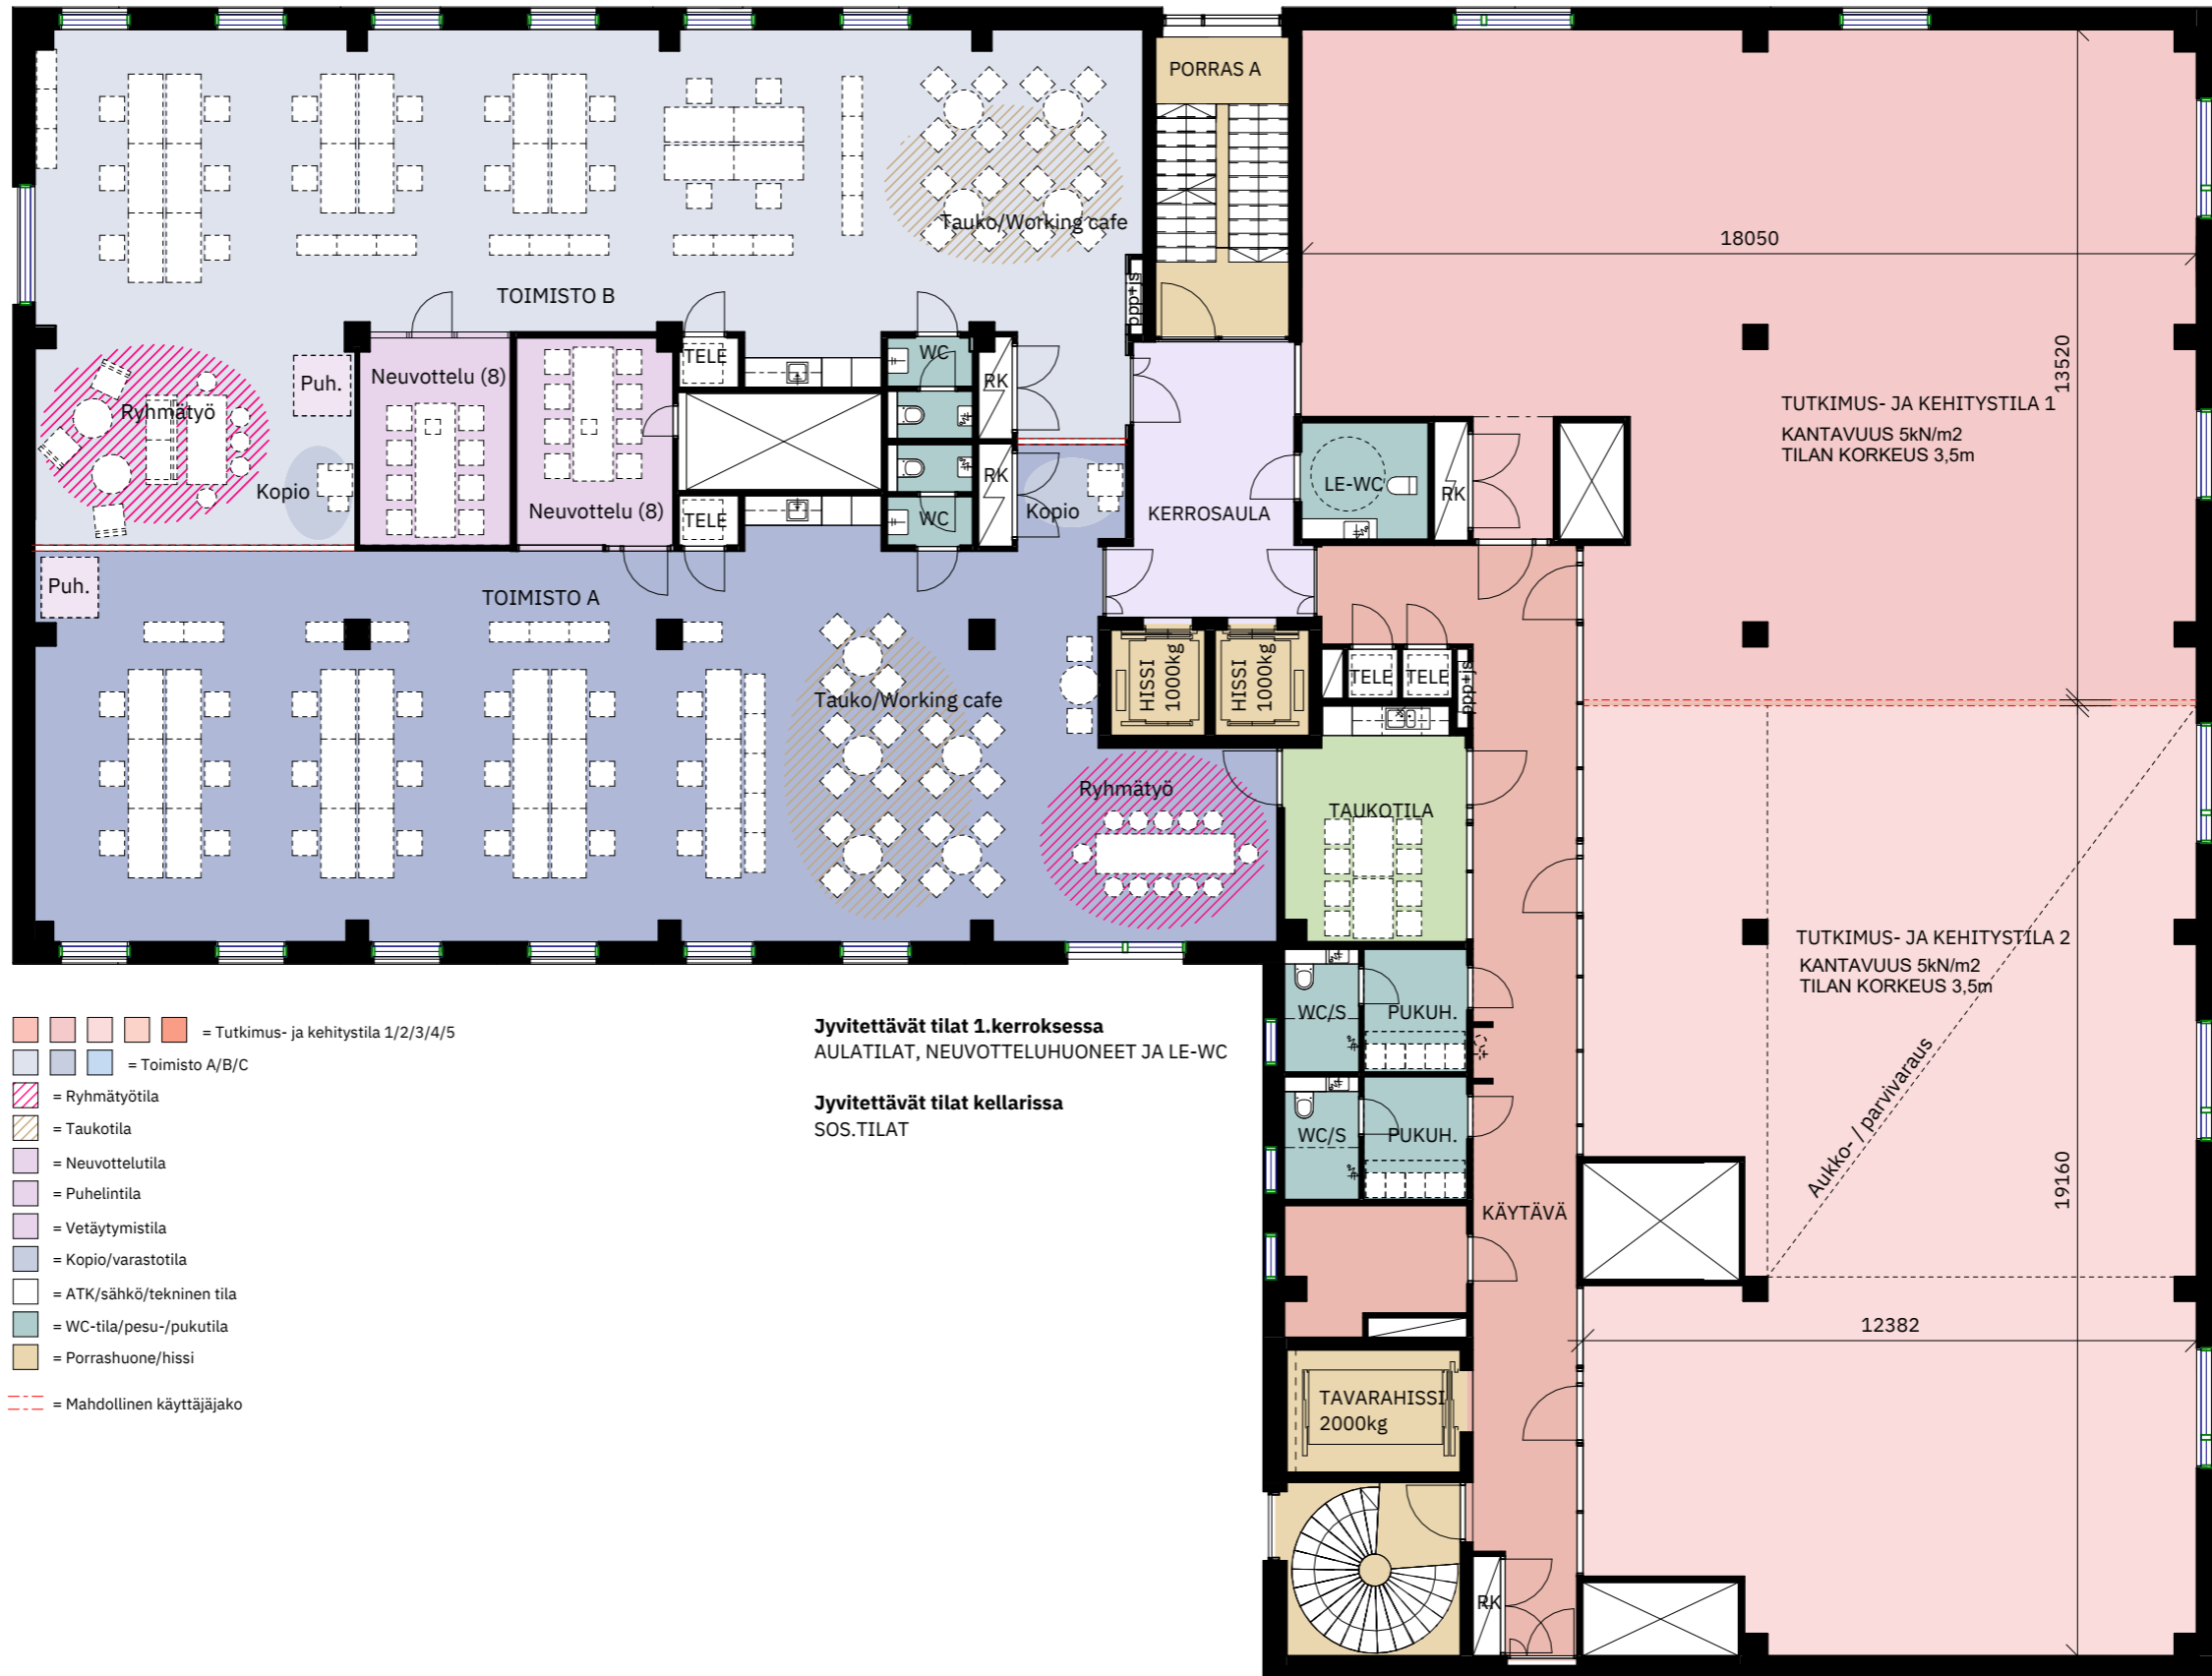 PORRAS A
Tauko/Working cafe
18050
TOIMISTO B
ppp+js
TELE
WC
Neuvottelu (8)
Puh.
RK
Ryhmätyö
13520
TUTKIMUS- JA KEHITYSTILA 1
KANTAVUUS 5kN/m2
TILAN KORKEUS 3,5m
Kopio
Neuvottelu (8)
TELE
WC
RK
Kopio
KERROSAULA
LE-WC
RK
Puh.
TOIMISTO A
HISSI
1000kg
HISSI
1000kg
TELE
TELE
ppp+js
Tauko/Working cafe
Ryhmätyö
TAUKOTILA
TUTKIMUS- JA KEHITYSTILA 2
KANTAVUUS 5kN/m2
TILAN KORKEUS 3,5m
WC/S
PUKUH.
Aukko- / parvivaraus
WC/S
PUKUH.
19160
KÄYTÄVÄ
12382
TAVARAHISSI
2000kg
RK
= Tutkimus- ja kehitystila 1/2/3/4/5
= Toimisto A/B/C
= Ryhmätyötila
= Taukotila
= Neuvottelutila
= Puhelintila
= Vetäytymistila
= Kopio/varastotila
= ATK/sähkö/tekninen tila
= WC-tila/pesu-/pukutila
= Porrashuone/hissi
= Mahdollinen käyttäjäjako
Jyvitettävät tilat 1.kerroksessa
AULATILAT, NEUVOTTELUHUONEET JA LE-WC
Jyvitettävät tilat kellarissa
SOS.TILAT